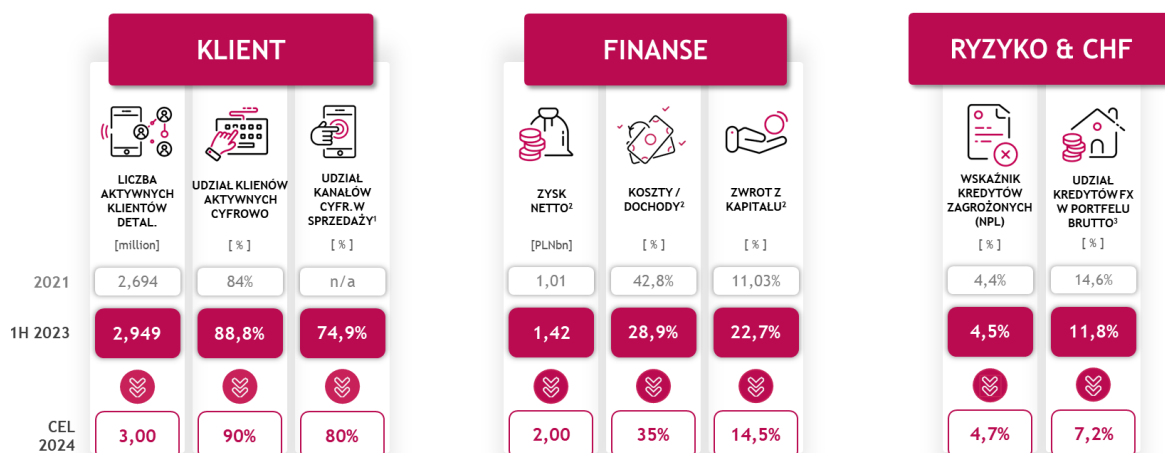 KLIENT
FINANSE
RYZYKO & CHF
LICZBA
AKTYWNYCH
KLIENTÓW
DETAL.
[million]
UDZIAŁ KLIENÓW
AKTYWNYCH
CYFROWO
[ % ]
UDZIAŁ
KANAŁÓW
CYFR. W
SPRZEDAŻY¹
[ % ]
ZYSK
NETTO²
[PLNbn]
KOSZTY /
DOCHODY²
[ % ]
ZWROT Z
KAPITAŁU²
[ % ]
WSKAŹNIK
KREDYTÓW
ZAGROŻONYCH
(NPL)
[ % ]
UDZIAŁ
KREDYTÓW FX
W PORTFELU
BRUTTO³
[ % ]
2021 2,694 84% n/a 1,01 42,8% 11,03% 4,4% 14,6%
1H 2023 2,949 88,8% 74,9% 1,42 28,9% 22,7% 4,5% 11,8%
CEL
2024 3,00 90% 80% 2,00 35% 14,5% 4,7% 7,2%